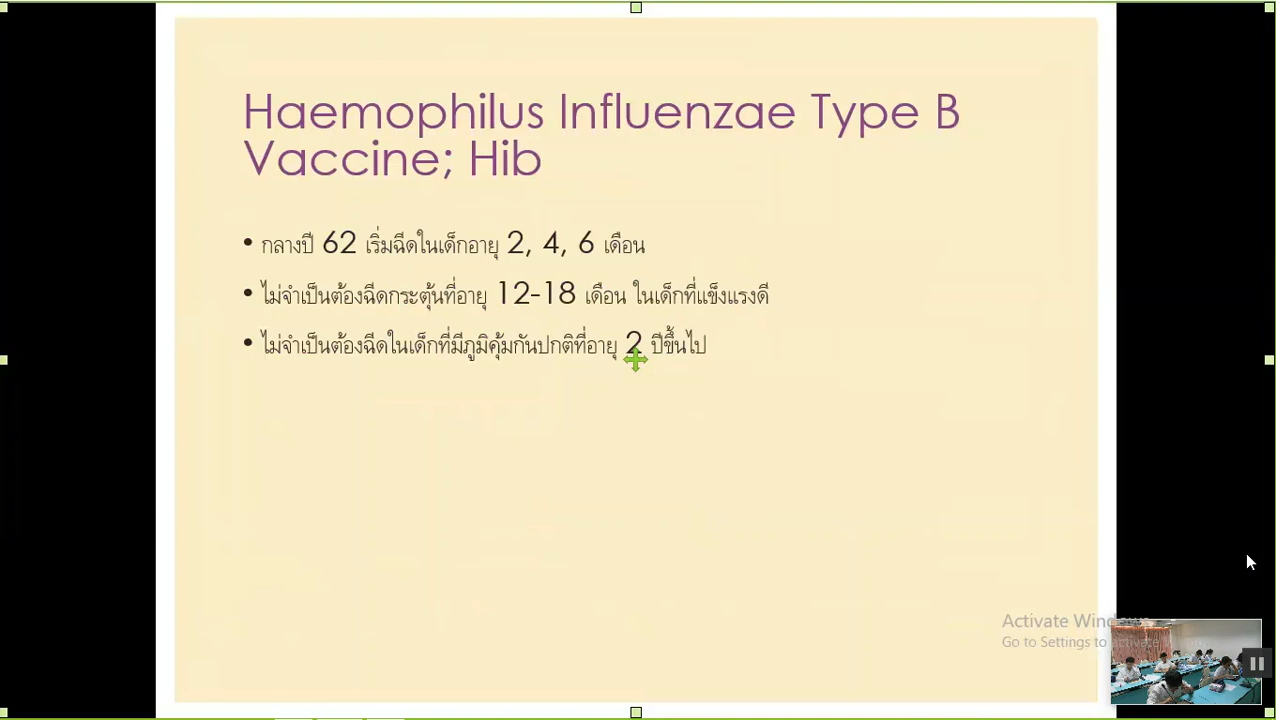 Haemophilus Influenzae Type B
Vaccine; Hib
• กลางปี 62 เริ่มฉีดในเด็กอายุ 2, 4, 6 เดือน
• ไม่จำเป็นต้องฉีดกระตุ้นที่อายุ 12-18 เดือน ในเด็กที่แข็งแรงดี
• ไม่จำเป็นต้องฉีดในเด็กที่มีภูมิคุ้มกันปกติที่อายุ 2 ปีขึ้นไป
Activate Windows
Go to Settings to activate